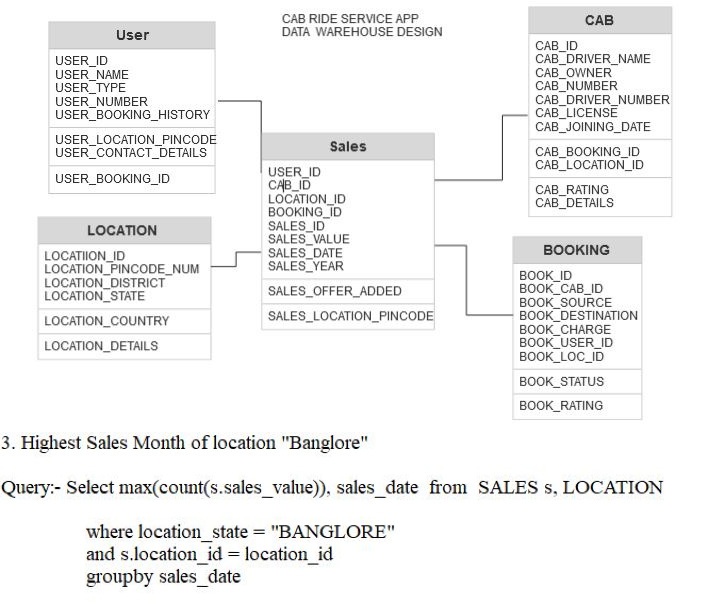 CAB RIDE SERVICE APP
DATA WAREHOUSE DESIGN
User
USER_ID
USER_NAME
USER_TYPE
USER_NUMBER
USER_BOOKING_HISTORY
USER_LOCATION_PINCODE
USER_CONTACT_DETAILS
USER_BOOKING_ID
CAB
CAB_ID
CAB_DRIVER_NAME
CAB_OWNER
CAB_NUMBER
CAB_DRIVER_NUMBER
CAB_LICENSE
CAB_JOINING_DATE
CAB_BOOKING_ID
CAB_LOCATION_ID
CAB_RATING
CAB_DETAILS
Sales
USER_ID
CAB_ID
LOCATION_ID
BOOKING_ID
SALES_ID
SALES_VALUE
SALES_DATE
SALES_YEAR
SALES_OFFER_ADDED
SALES_LOCATION_PINCODE
LOCATION
LOCATIION_ID
LOCATION_PINCODE_NUM
LOCATION_DISTRICT
LOCATION_STATE
LOCATION_COUNTRY
LOCATION_DETAILS
BOOKING
BOOK_ID
BOOK_CAB_ID
BOOK_SOURCE
BOOK_DESTINATION
BOOK_CHARGE
BOOK_USER_ID
BOOK_LOC_ID
BOOK_STATUS
BOOK_RATING
3. Highest Sales Month of location "Banglore"
Query:- Select max(count(s.sales_value)), sales_date from SALES s, LOCATION
where location_state = "BANGLORE"
and s.location_id = location_id
groupby sales_date